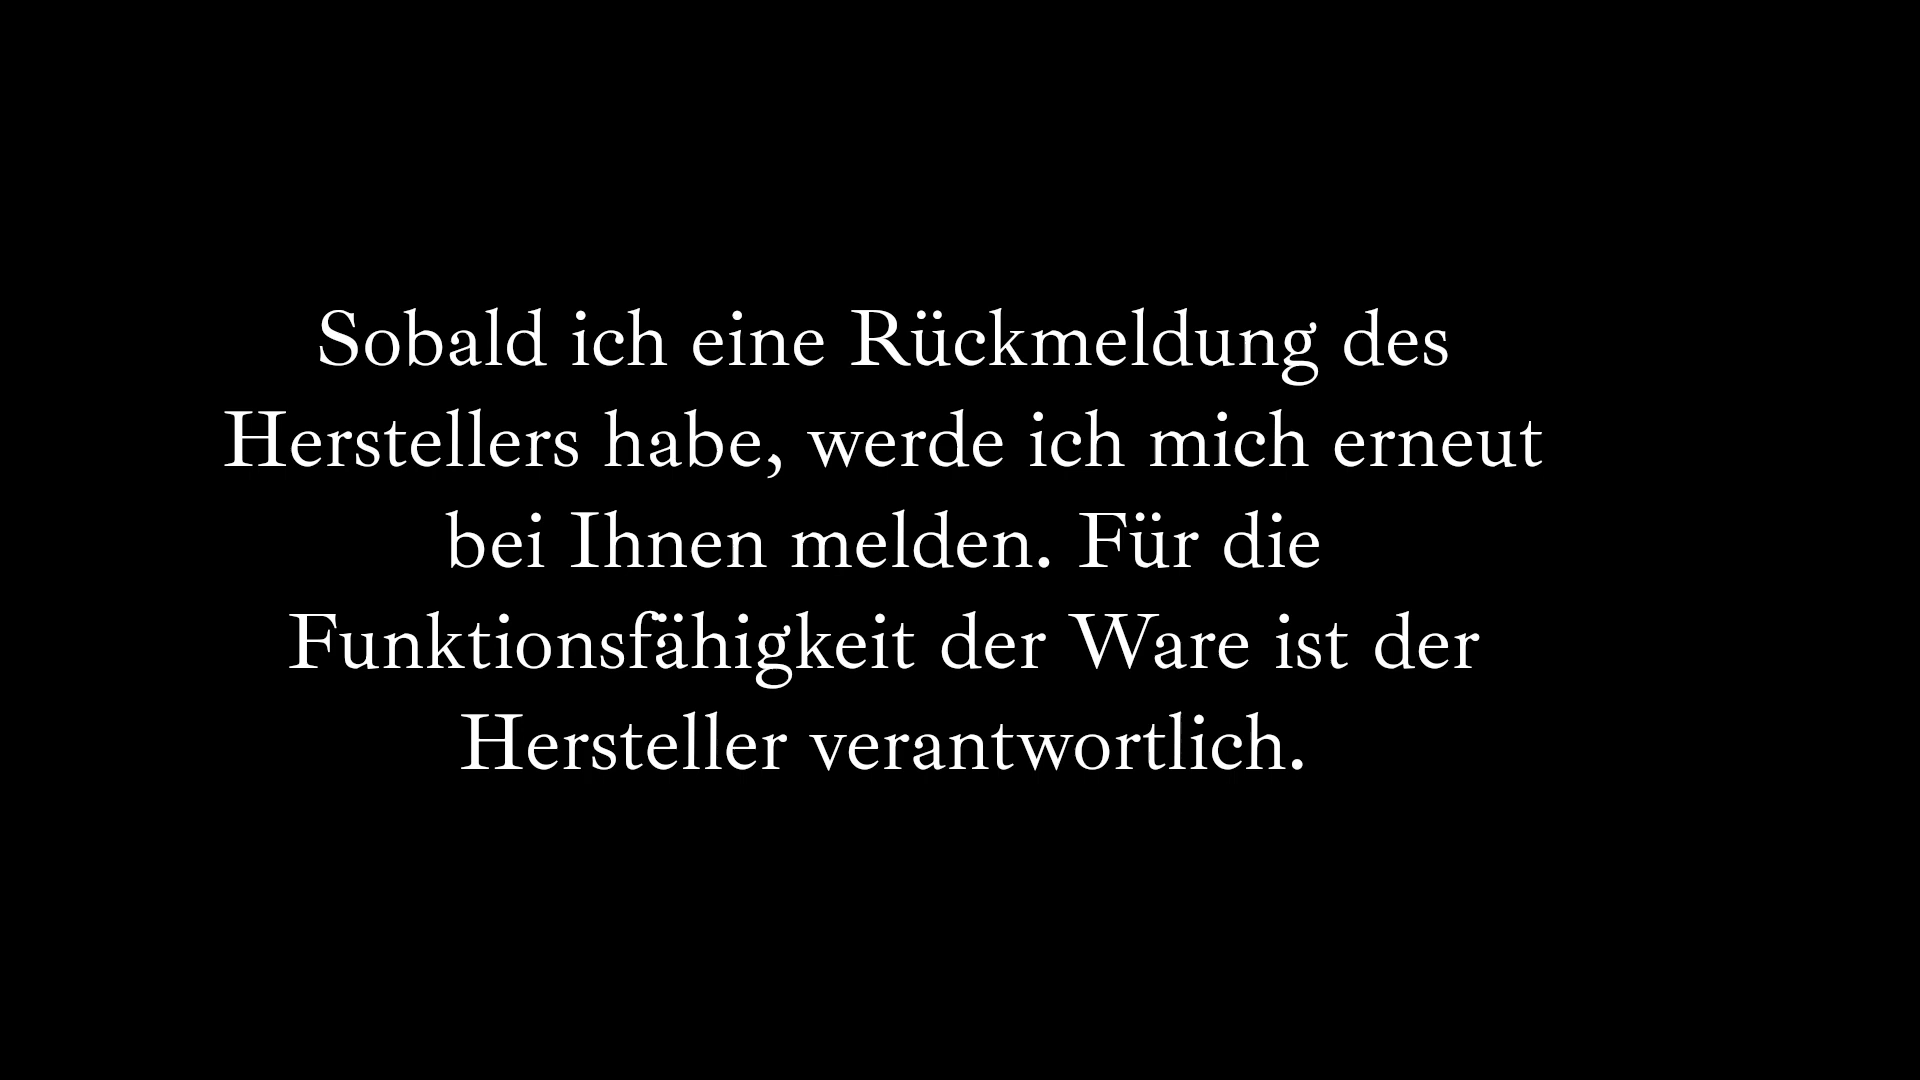 Sobald ich eine Rückmeldung des
Herstellers habe, werde ich mich erneut
bei Ihnen melden. Für die
Funktionsfähigkeit der Ware ist der
Hersteller verantwortlich.